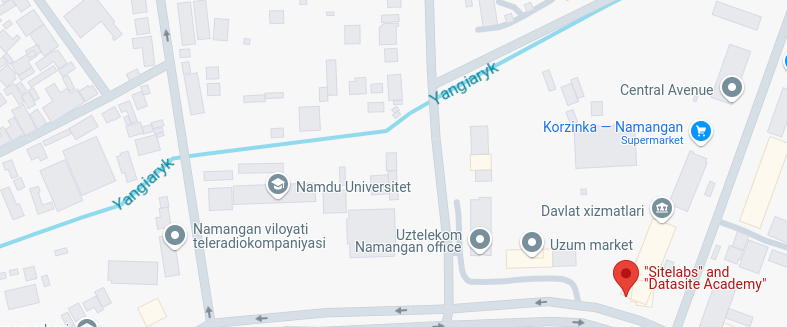 Yangiaryk
Central Avenue
Korzinka — Namangan
Supermarket
Yangiaryk
Namdu Universitet
Davlat xizmatlari
Namangan viloyati
teleradiokompaniyasi
Uztelekom
Namangan office
Uzum market
"Sitelabs" and
"Datasite Academy"